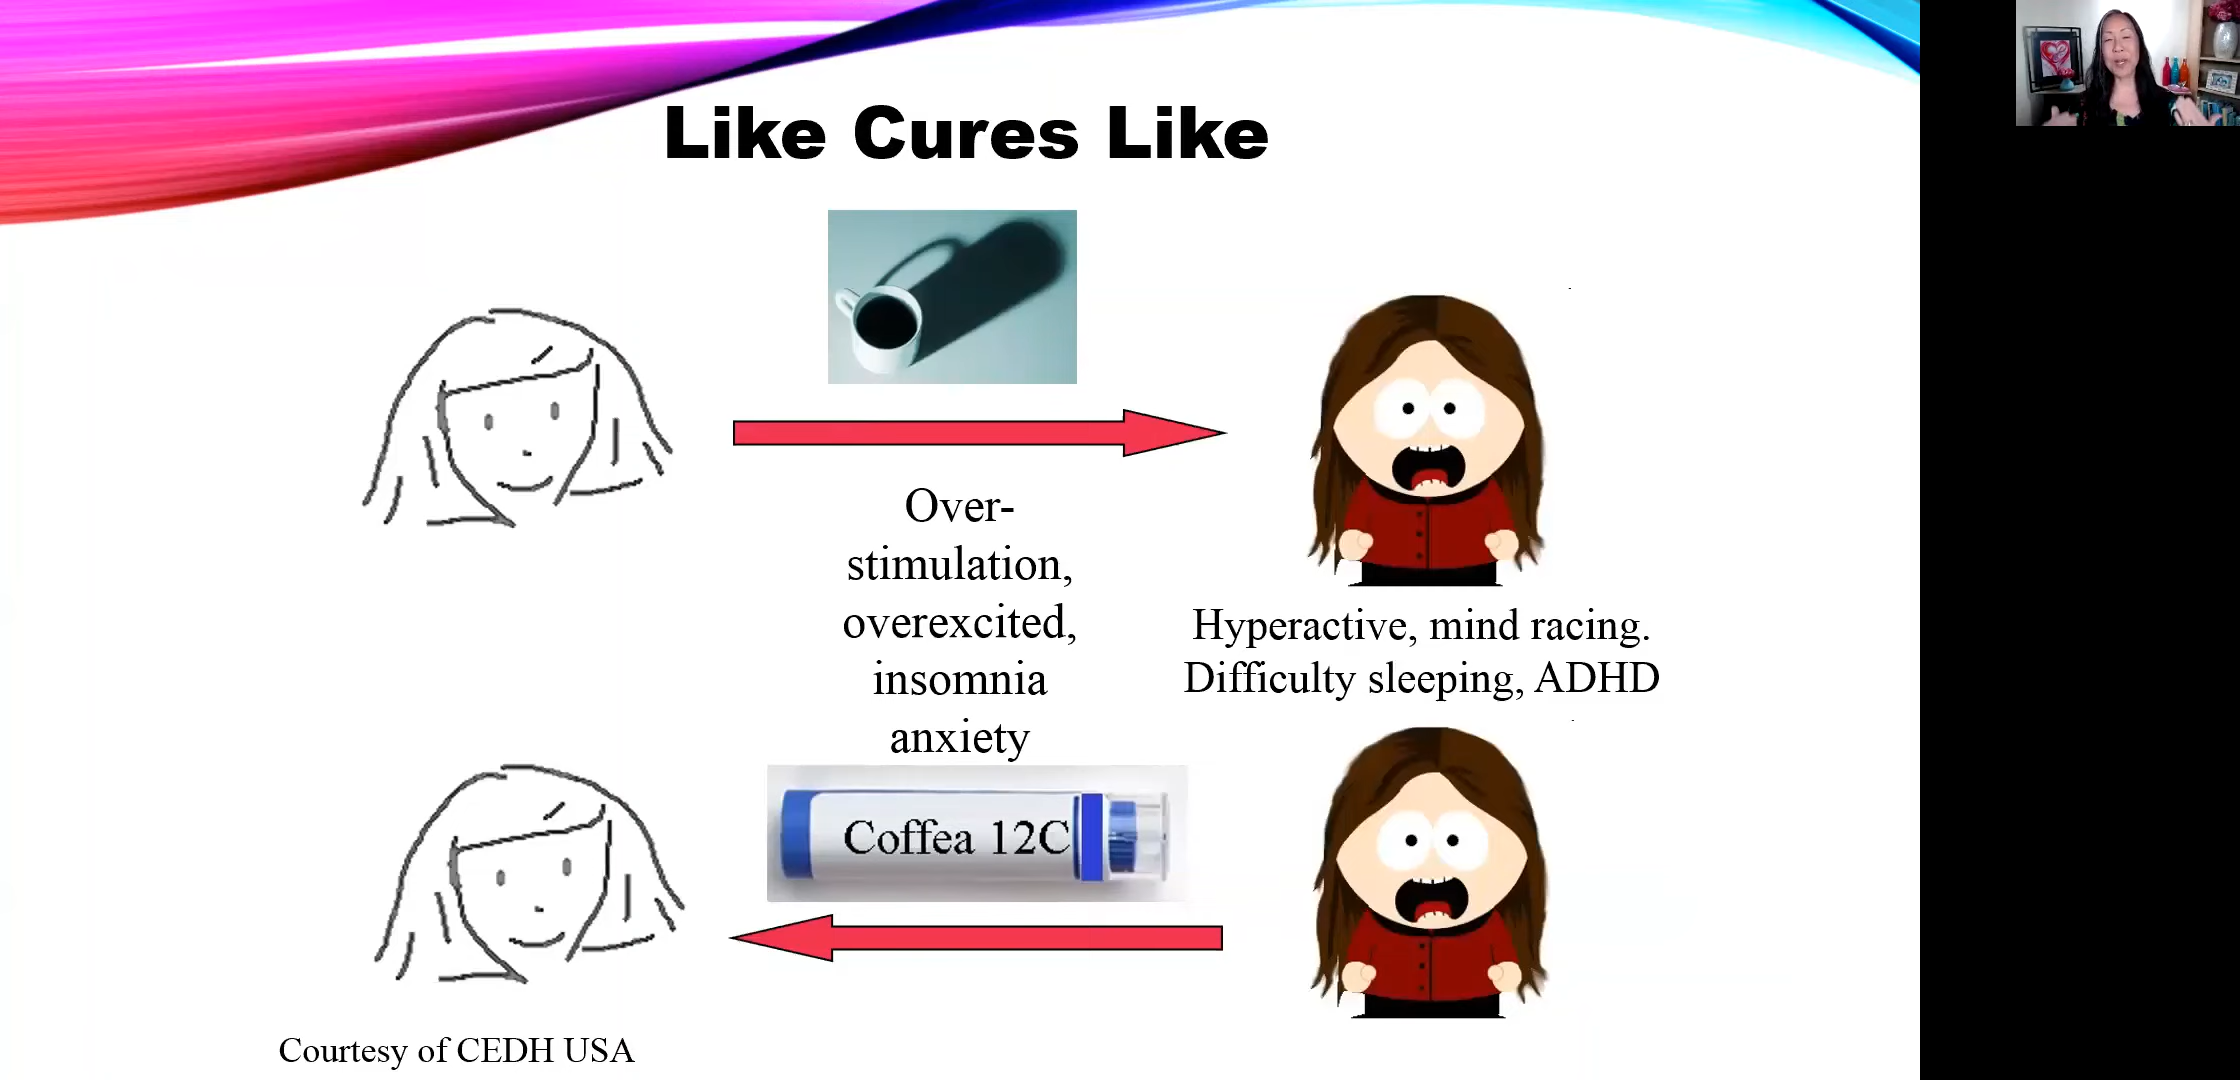 Like Cures Like
Over-
stimulation,
overexcited,
insomnia
anxiety
Hyperactive, mind racing.
Difficulty sleeping, ADHD
Coffea 12C
Courtesy of CEDH USA